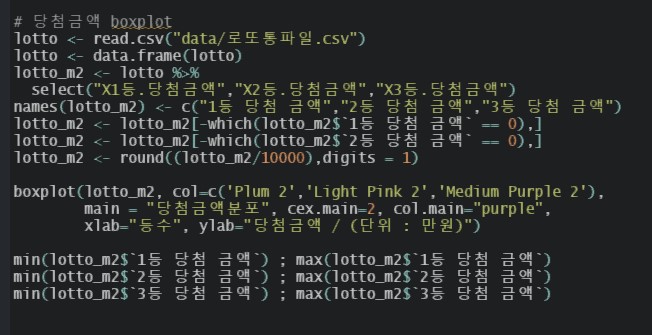 # 당첨금액 boxplot
lotto <- read.csv("data/로또통파일.csv")
lotto <- data.frame(lotto)
lotto_m2 <- lotto %>%
  select("X1등.당첨금액","X2등.당첨금액","X3등.당첨금액")
names(lotto_m2) <- c("1등 당첨 금액","2등 당첨 금액","3등 당첨 금액")
lotto_m2 <- lotto_m2[-which(lotto_m2$`1등 당첨 금액` == 0),]
lotto_m2 <- lotto_m2[-which(lotto_m2$`2등 당첨 금액` == 0),]
lotto_m2 <- round((lotto_m2/10000),digits = 1)

boxplot(lotto_m2, col=c('Plum 2','Light Pink 2','Medium Purple 2'),
        main = "당첨금액분포", cex.main=2, col.main="purple",
        xlab="등수", ylab="당첨금액 / (단위 : 만원)")

min(lotto_m2$`1등 당첨 금액`) ; max(lotto_m2$`1등 당첨 금액`)
min(lotto_m2$`2등 당첨 금액`) ; max(lotto_m2$`2등 당첨 금액`)
min(lotto_m2$`3등 당첨 금액`) ; max(lotto_m2$`3등 당첨 금액`)